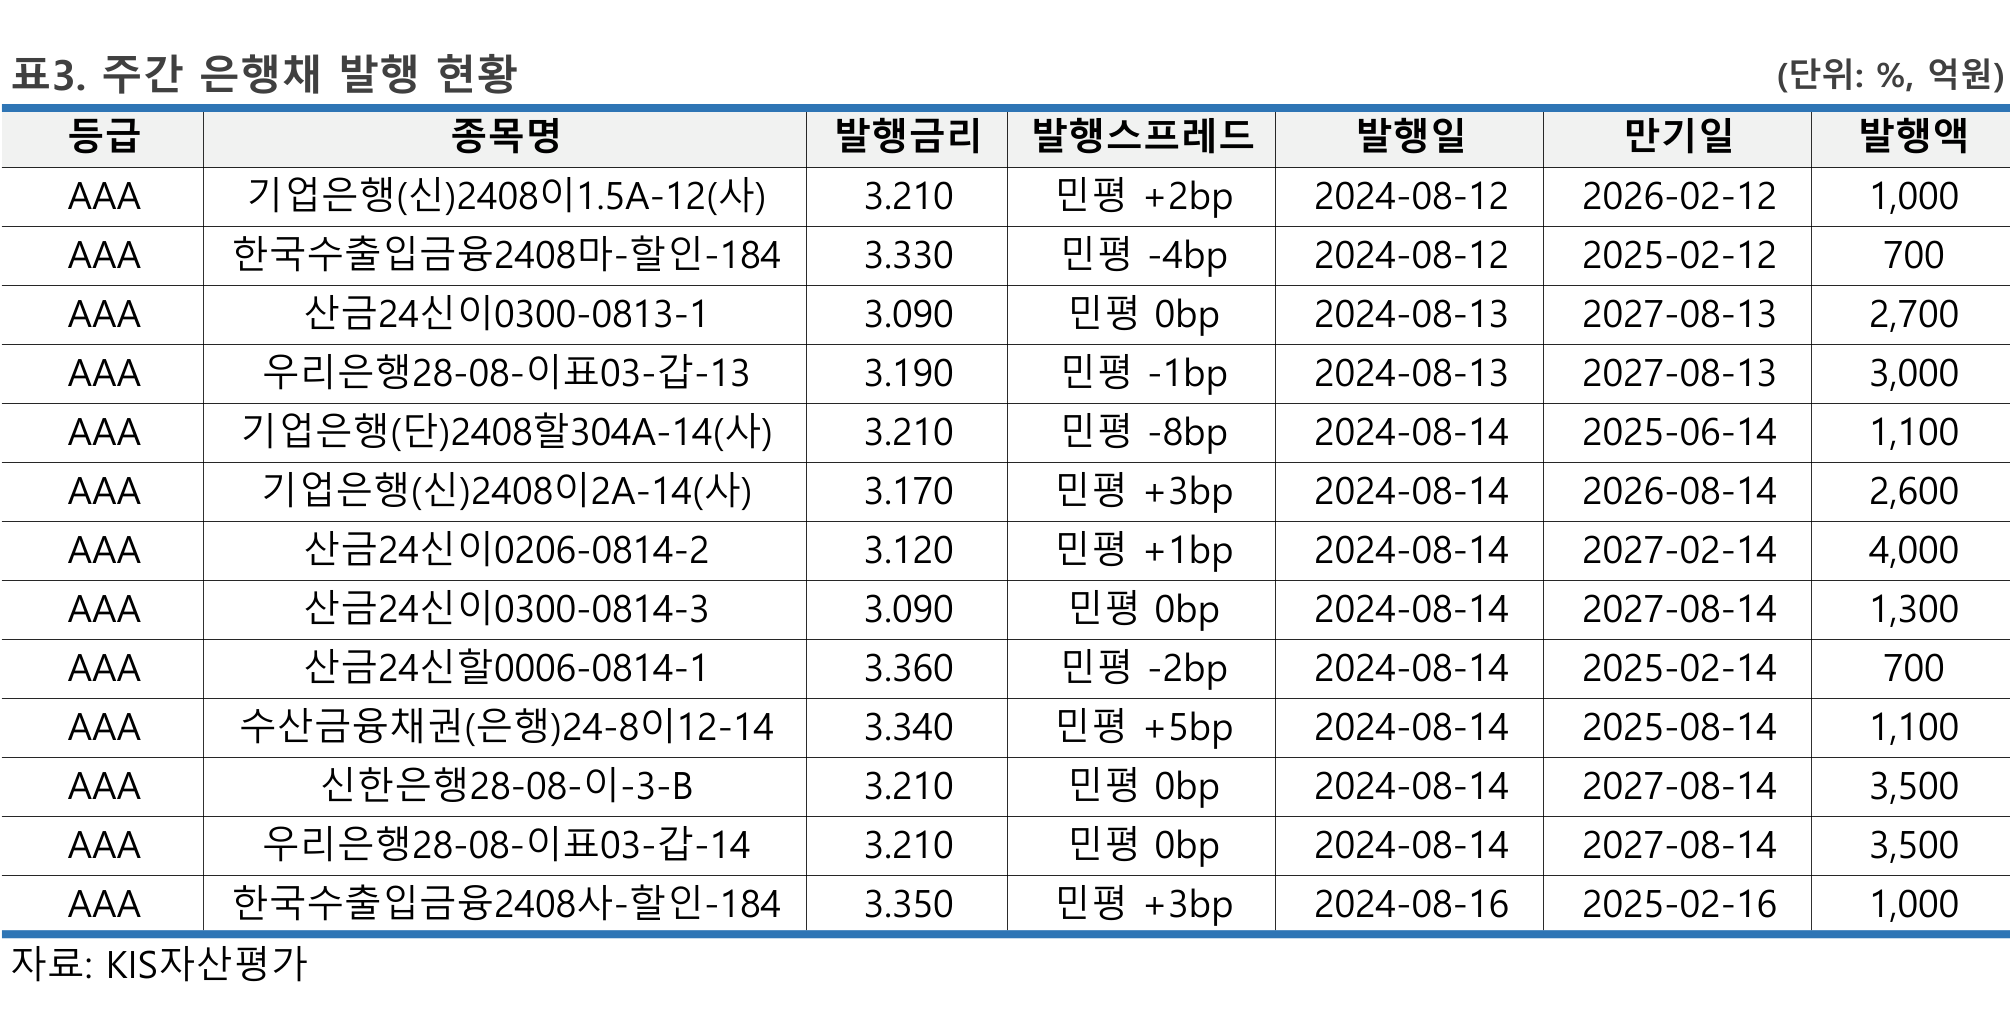 표3. 주간 은행채 발행 현황 (단위: %, 억원)
등급 종목명 발행금리 발행스프레드 발행일 만기일 발행액
AAA 기업은행(신)2408이1.5A-12(사) 3.210 민평 +2bp 2024-08-12 2026-02-12 1,000
AAA 한국수출입금융2408마-할인-184 3.330 민평 -4bp 2024-08-12 2025-02-12 700
AAA 산금24신이0300-0813-1 3.090 민평 0bp 2024-08-13 2027-08-13 2,700
AAA 우리은행28-08-이표03-갑-13 3.190 민평 -1bp 2024-08-13 2027-08-13 3,000
AAA 기업은행(단)2408할304A-14(사) 3.210 민평 -8bp 2024-08-14 2025-06-14 1,100
AAA 기업은행(신)2408이2A-14(사) 3.170 민평 +3bp 2024-08-14 2026-08-14 2,600
AAA 산금24신이0206-0814-2 3.120 민평 +1bp 2024-08-14 2027-02-14 4,000
AAA 산금24신이0300-0814-3 3.090 민평 0bp 2024-08-14 2027-08-14 1,300
AAA 산금24신할0006-0814-1 3.360 민평 -2bp 2024-08-14 2025-02-14 700
AAA 수산금융채권(은행)24-8이12-14 3.340 민평 +5bp 2024-08-14 2025-08-14 1,100
AAA 신한은행28-08-이-3-B 3.210 민평 0bp 2024-08-14 2027-08-14 3,500
AAA 우리은행28-08-이표03-갑-14 3.210 민평 0bp 2024-08-14 2027-08-14 3,500
AAA 한국수출입금융2408사-할인-184 3.350 민평 +3bp 2024-08-16 2025-02-16 1,000
자료: KIS자산평가